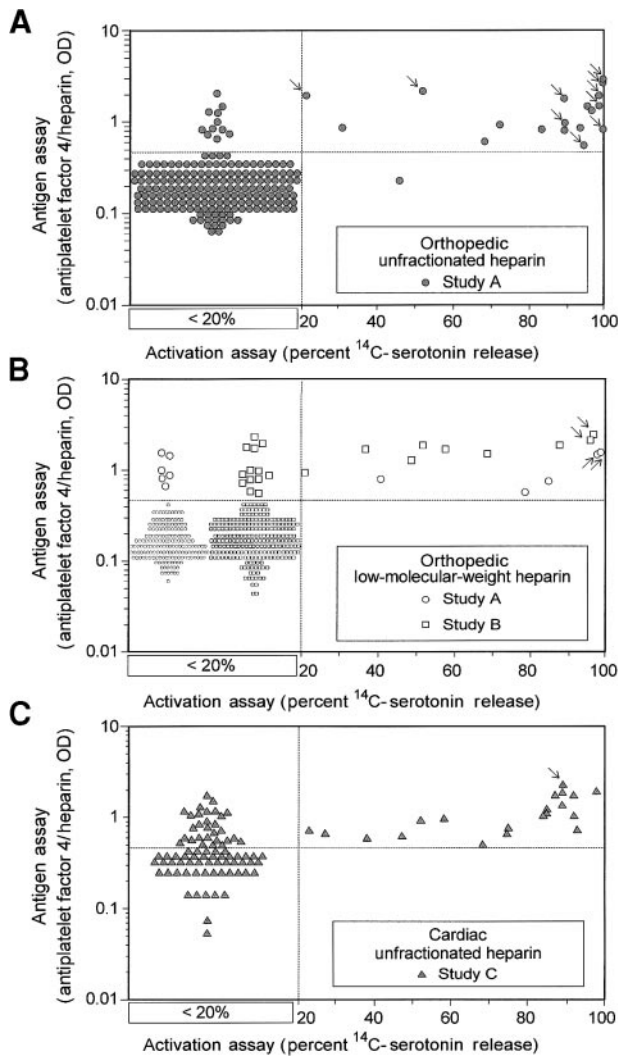 A
Antigen assay
(antiplatelet factor 4/heparin, OD)
10
1
0.1
0.01
Orthopedic
unfractionated heparin
Study A
< 20%
20
40
60
80
100
Activation assay (percent ¹⁴C-serotonin release)
B
Antigen assay
(antiplatelet factor 4/heparin, OD)
10
1
0.1
0.01
Orthopedic
low-molecular-weight heparin
Study A
Study B
< 20%
20
40
60
80
100
Activation assay (percent ¹⁴C-serotonin release)
C
Antigen assay
(antiplatelet factor 4/heparin, OD)
10
1
0.1
0.01
Cardiac
unfractionated heparin
Study C
< 20%
20
40
60
80
100
Activation assay (percent ¹⁴C-serotonin release)